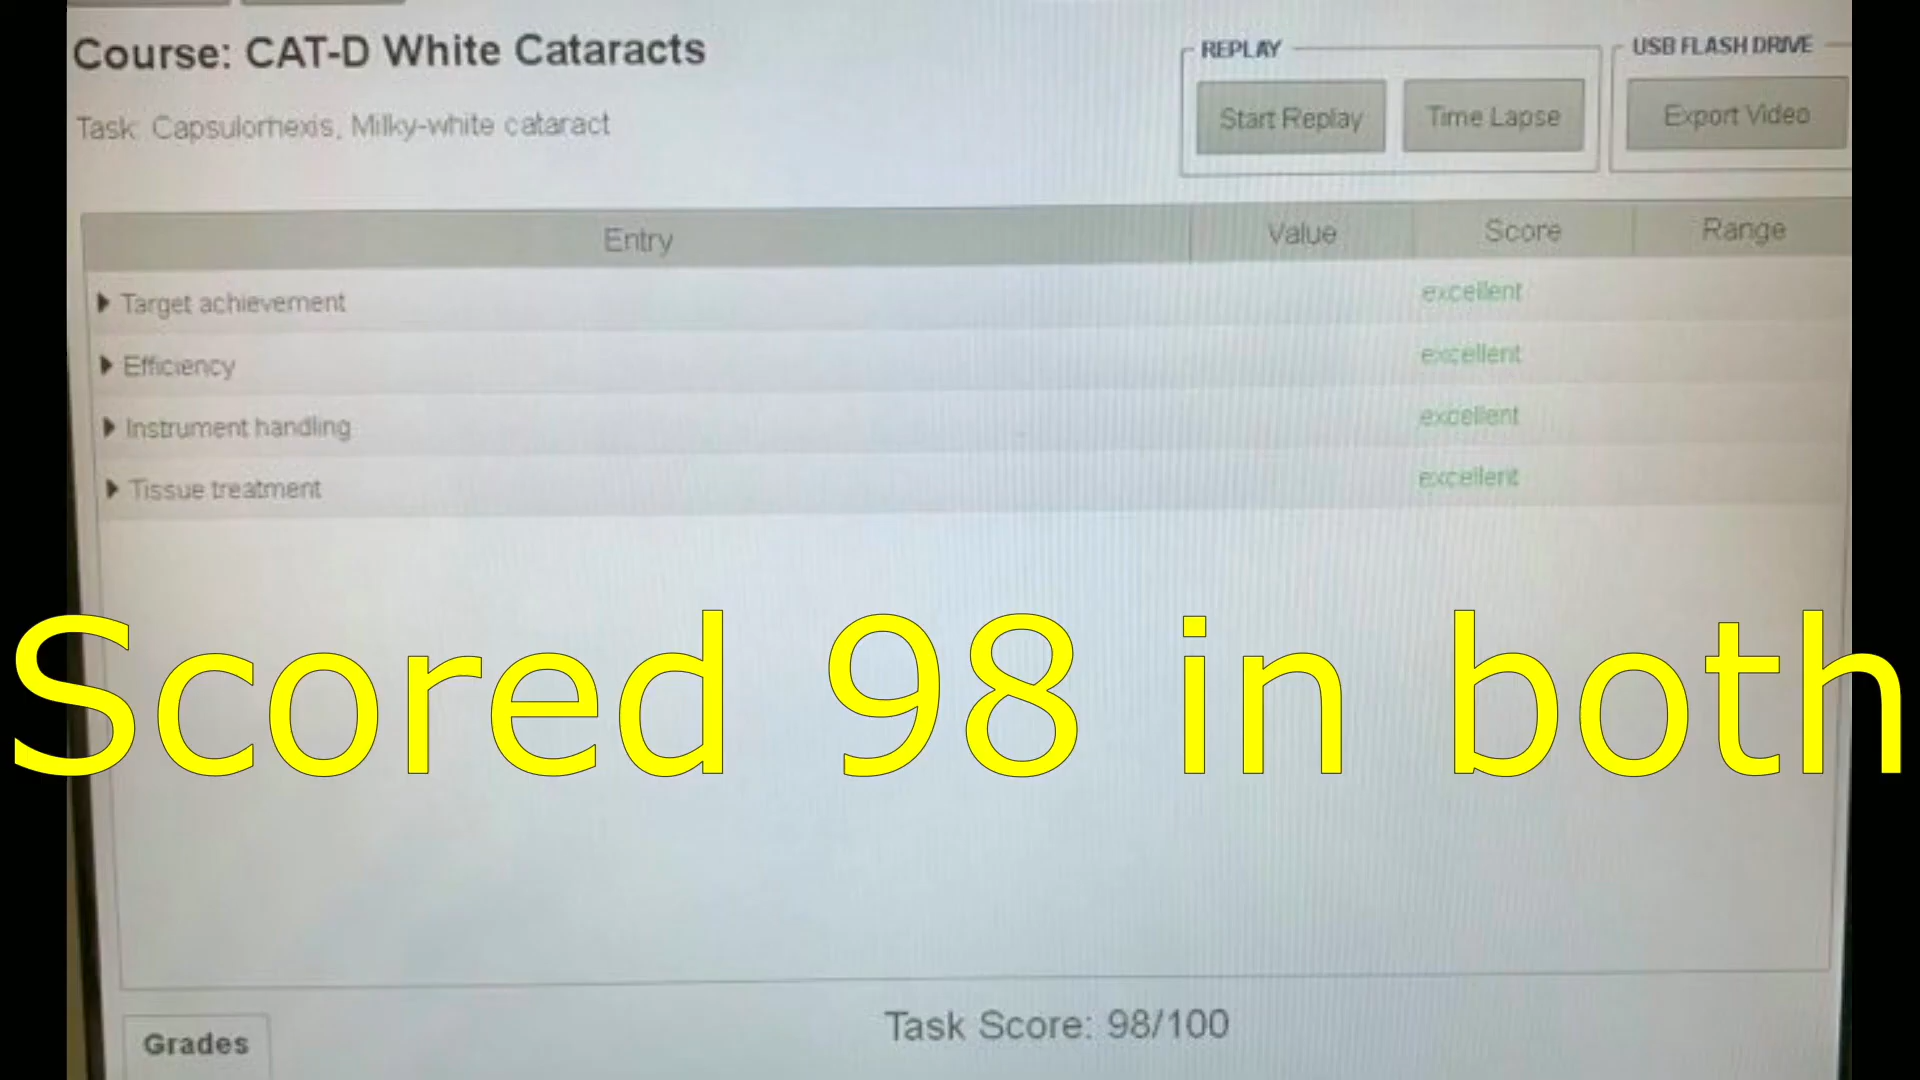 Course: CAT-D White Cataracts
REPLAY
USB FLASH DRIVE
Start Replay
Time Lapse
Export Video
Task: Capsulorhexis, Milky-white cataract
Entry
Value
Score
Range
Target achievement
excellent
Efficiency
excellent
Instrument handling
excellent
Tissue treatment
excellent
Scored 98 in both
Task Score: 98/100
Grades